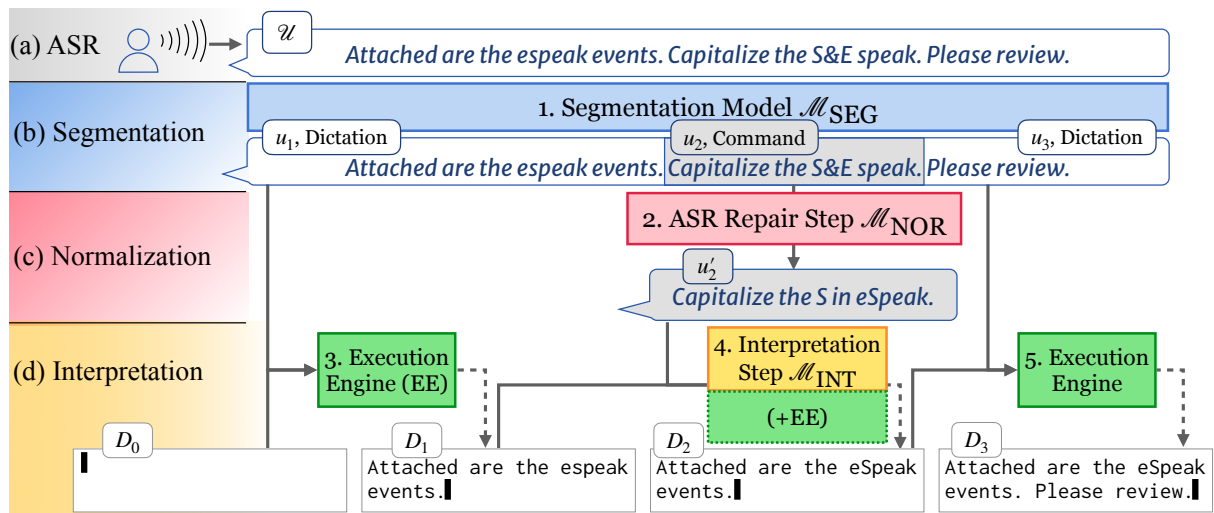 (a) ASR
𝒰
Attached are the espeak events. Capitalize the S&E speak. Please review.
(b) Segmentation
1. Segmentation Model ℳSEG
u1, Dictation
u2, Command
u3, Dictation
Attached are the espeak events. Capitalize the S&E speak. Please review.
(c) Normalization
2. ASR Repair Step ℳNOR
u2′
Capitalize the S in eSpeak.
(d) Interpretation
3. Execution
Engine (EE)
4. Interpretation
Step ℳINT
(+EE)
5. Execution
Engine
D0
D1
Attached are the espeak
events.
D2
Attached are the eSpeak
events.
D3
Attached are the eSpeak
events. Please review.